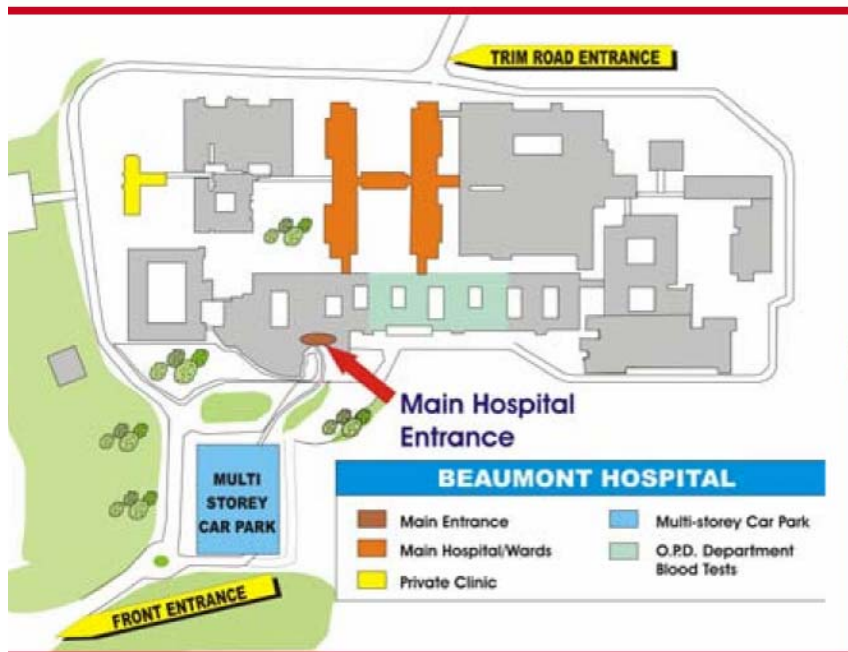 TRIM ROAD ENTRANCE
Main Hospital
Entrance
MULTI
STOREY
CAR PARK
FRONT ENTRANCE
BEAUMONT HOSPITAL
Main Entrance
Main Hospital/Wards
Private Clinic
Multi-storey Car Park
O.P.D. Department
Blood Tests